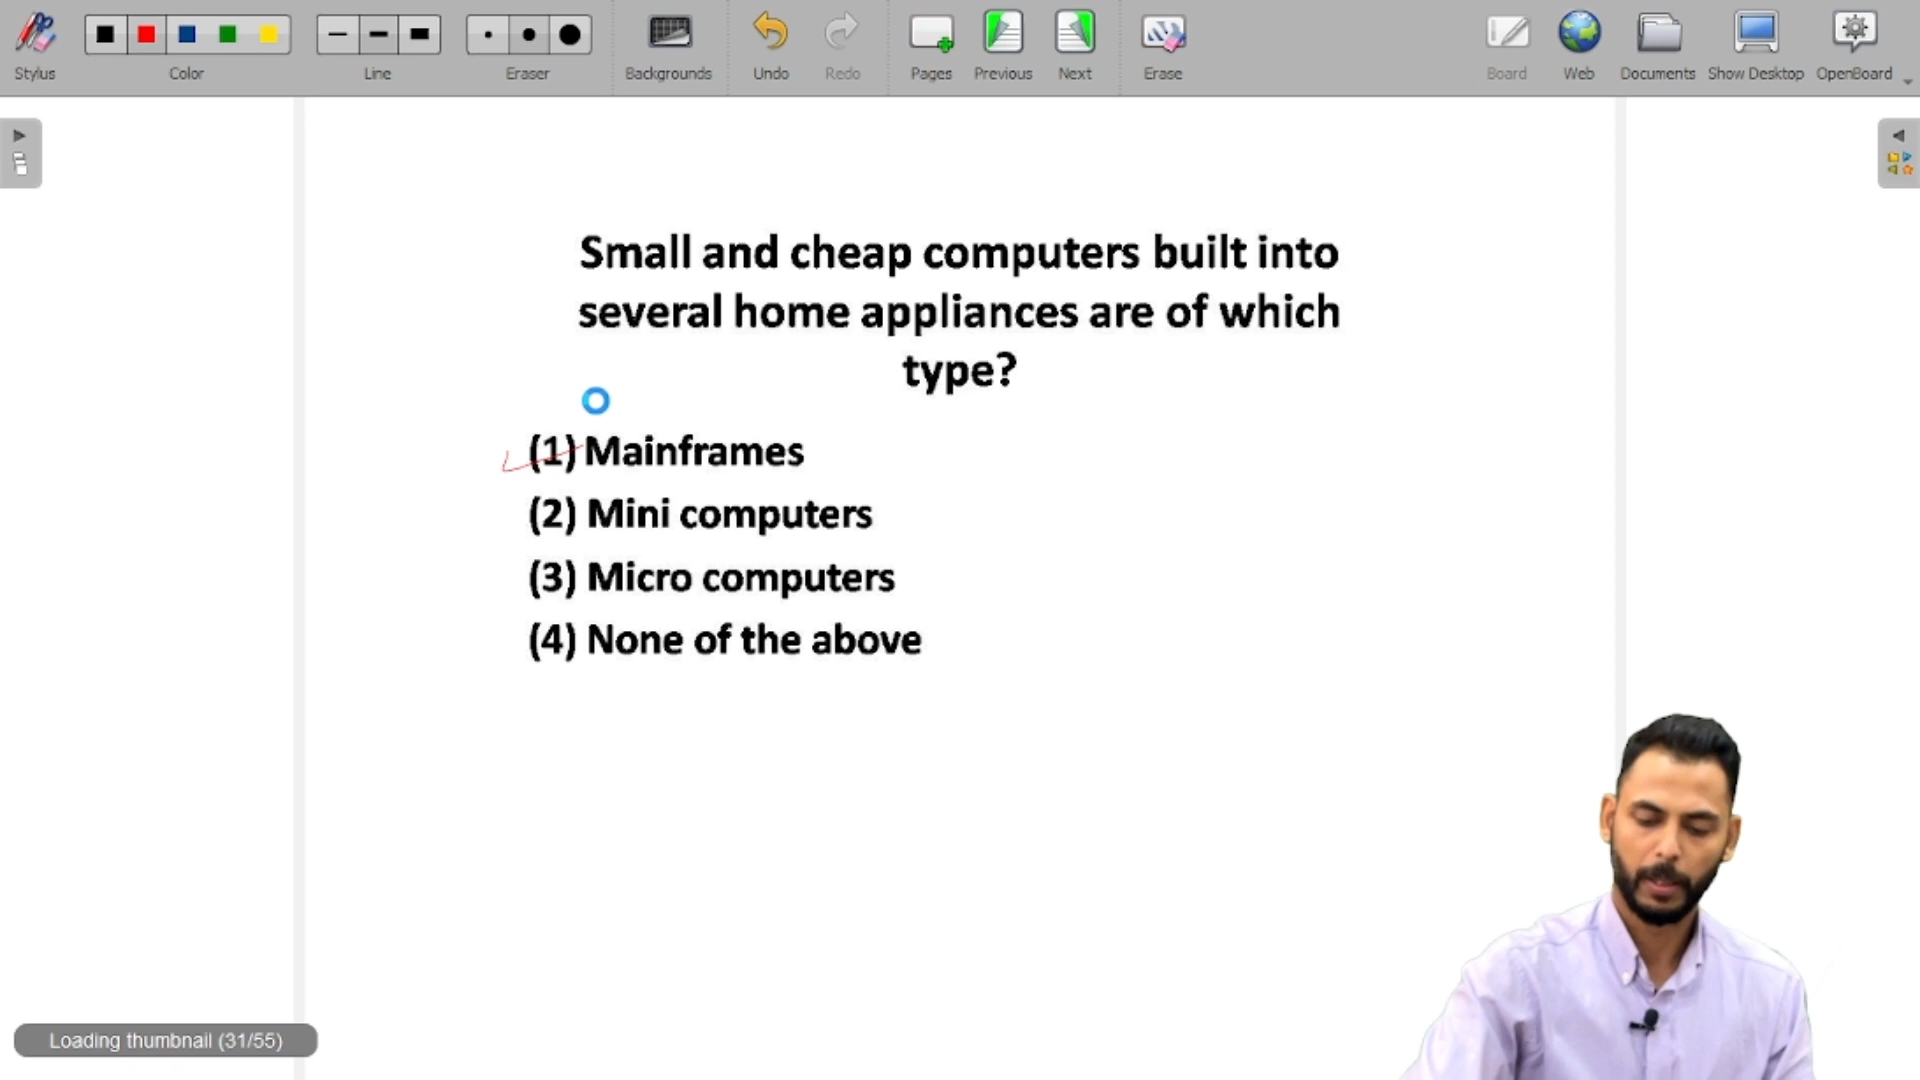 Stylus
Color
Line
Eraser
Backgrounds
Undo
Redo
Pages
Previous
Next
Erase
Board
Web
Documents
Show Desktop
OpenBoard
Small and cheap computers built into
several home appliances are of which
type?
(1) Mainframes
(2) Mini computers
(3) Micro computers
(4) None of the above
Loading thumbnail (31/55)